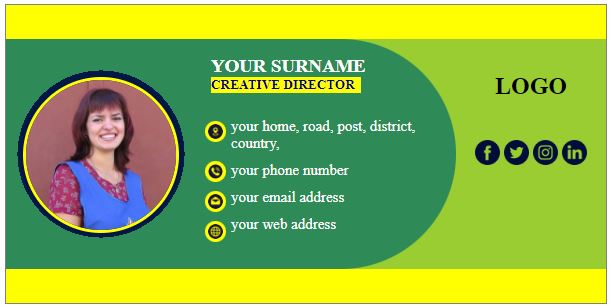 YOUR SURNAME
CREATIVE DIRECTOR
your home, road, post, district,
country,
your phone number
your email address
your web address
LOGO